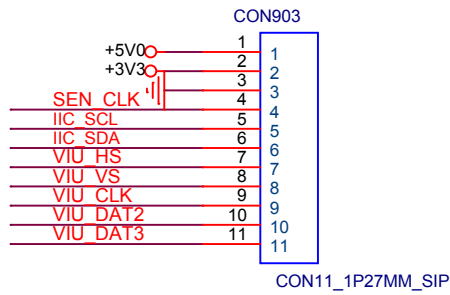 CON903
+5V0 1 1
+3V3 2 2
3 3
SEN_CLK 4 4
IIC_SCL 5 5
IIC_SDA 6 6
VIU_HS 7 7
VIU_VS 8 8
VIU_CLK 9 9
VIU_DAT2 10 10
VIU_DAT3 11 11
CON11_1P27MM_SIP